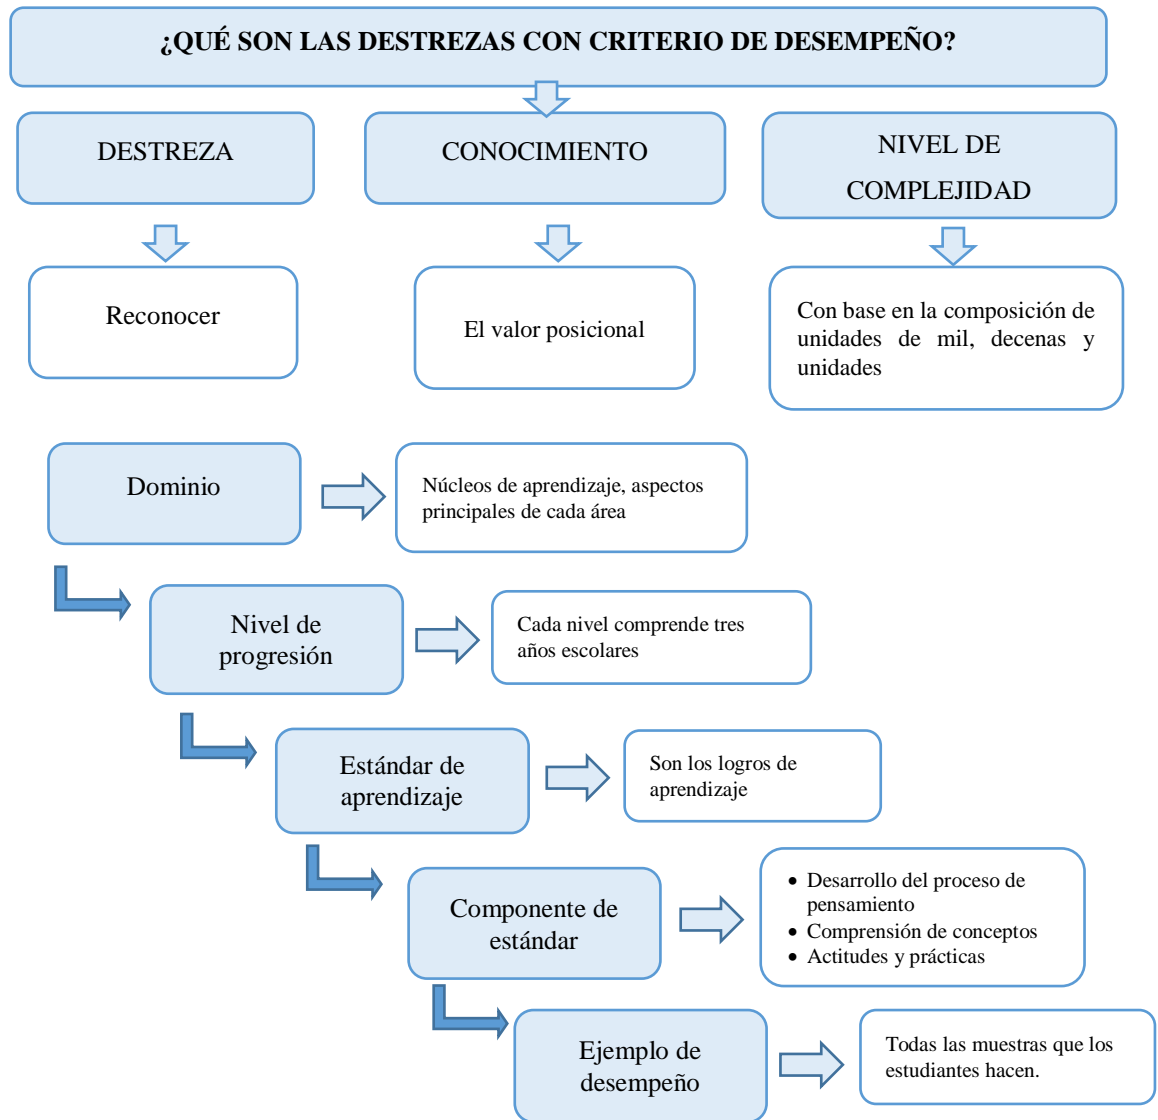 ¿QUÉ SON LAS DESTREZAS CON CRITERIO DE DESEMPEÑO?
DESTREZA
CONOCIMIENTO
NIVEL DE
COMPLEJIDAD
Reconocer
El valor posicional
Con base en la composición de
unidades de mil, decenas y
unidades
Dominio
Núcleos de aprendizaje, aspectos
principales de cada área
Nivel de
progresión
Cada nivel comprende tres
años escolares
Estándar de
aprendizaje
Son los logros de
aprendizaje
Componente de
estándar
• Desarrollo del proceso de
pensamiento
• Comprensión de conceptos
• Actitudes y prácticas
Ejemplo de
desempeño
Todas las muestras que los
estudiantes hacen.